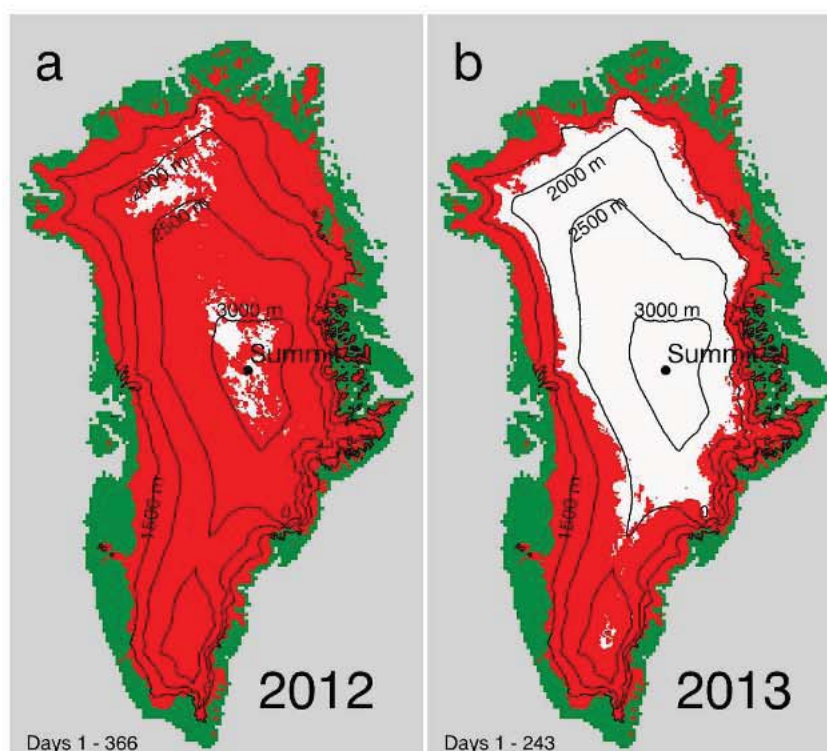 a
2000 m
2500 m
3000 m
Summit
1500 m
2012
Days 1 - 366
b
2000 m
2500 m
3000 m
Summit
1500 m
2013
Days 1 - 243